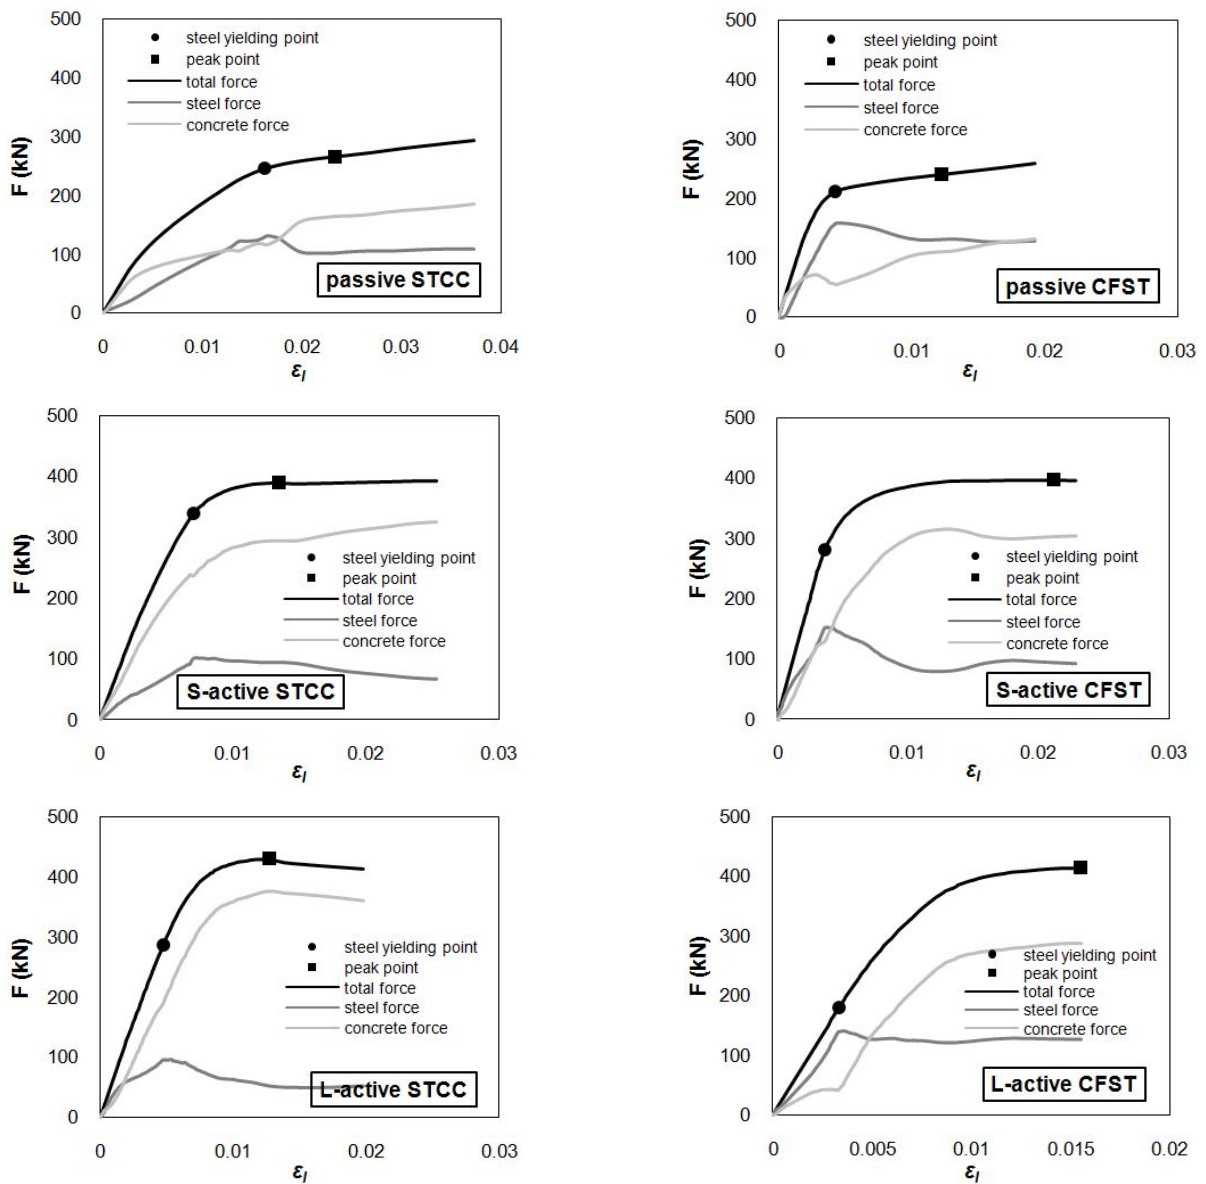 500
400
300
200
100
0
F (kN)
steel yielding point
peak point
total force
steel force
concrete force
passive STCC
0 0.01 0.02 0.03 0.04
εl
500
400
300
200
100
0
F (kN)
steel yielding point
peak point
total force
steel force
concrete force
passive CFST
0 0.01 0.02 0.03
εl
500
400
300
200
100
0
F (kN)
steel yielding point
peak point
total force
steel force
concrete force
S-active STCC
0 0.01 0.02 0.03
εl
500
400
300
200
100
0
F (kN)
steel yielding point
peak point
total force
steel force
concrete force
S-active CFST
0 0.01 0.02 0.03
εl
500
400
300
200
100
0
F (kN)
steel yielding point
peak point
total force
steel force
concrete force
L-active STCC
0 0.01 0.02 0.03
εl
500
400
300
200
100
0
F (kN)
steel yielding point
peak point
total force
steel force
concrete force
L-active CFST
0 0.005 0.01 0.015 0.02
εl